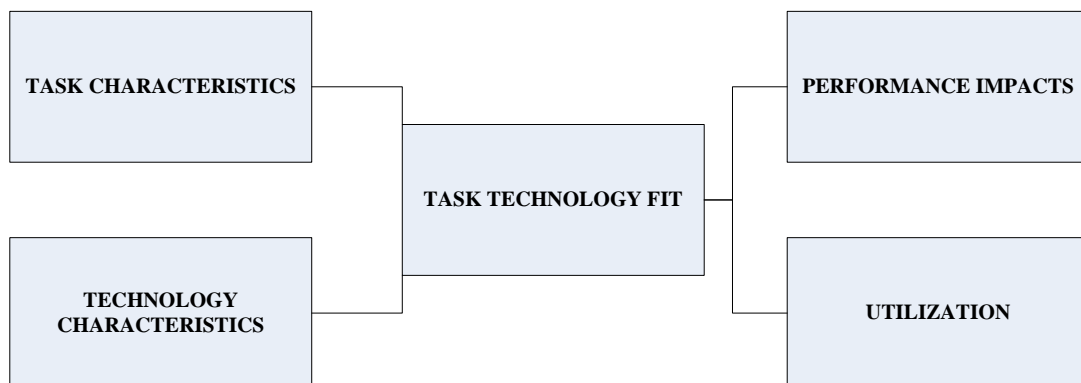 TASK CHARACTERISTICS
PERFORMANCE IMPACTS
TASK TECHNOLOGY FIT
TECHNOLOGY
CHARACTERISTICS
UTILIZATION